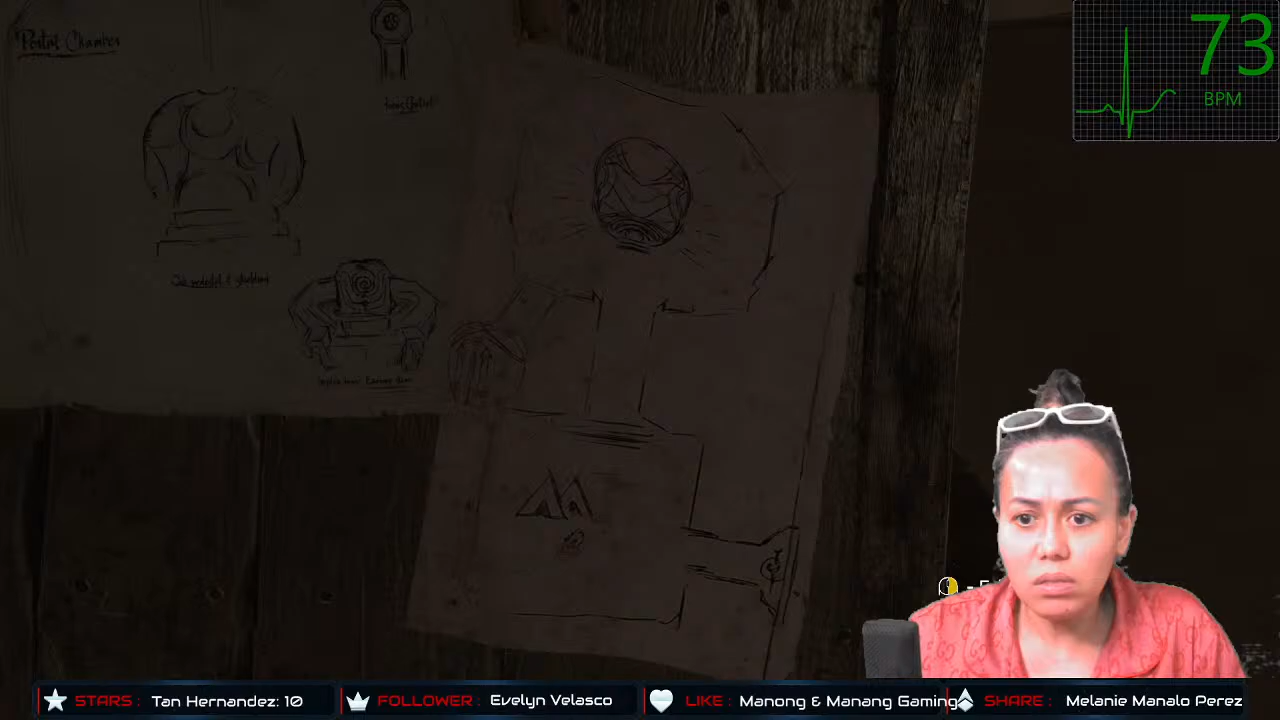 Portal Chamber
73
BPM
STARS : Tan Hernandez: 10
FOLLOWER : Evelyn Velasco
LIKE : Manong & Manang Gaming
SHARE : Melanie Manalo Perez